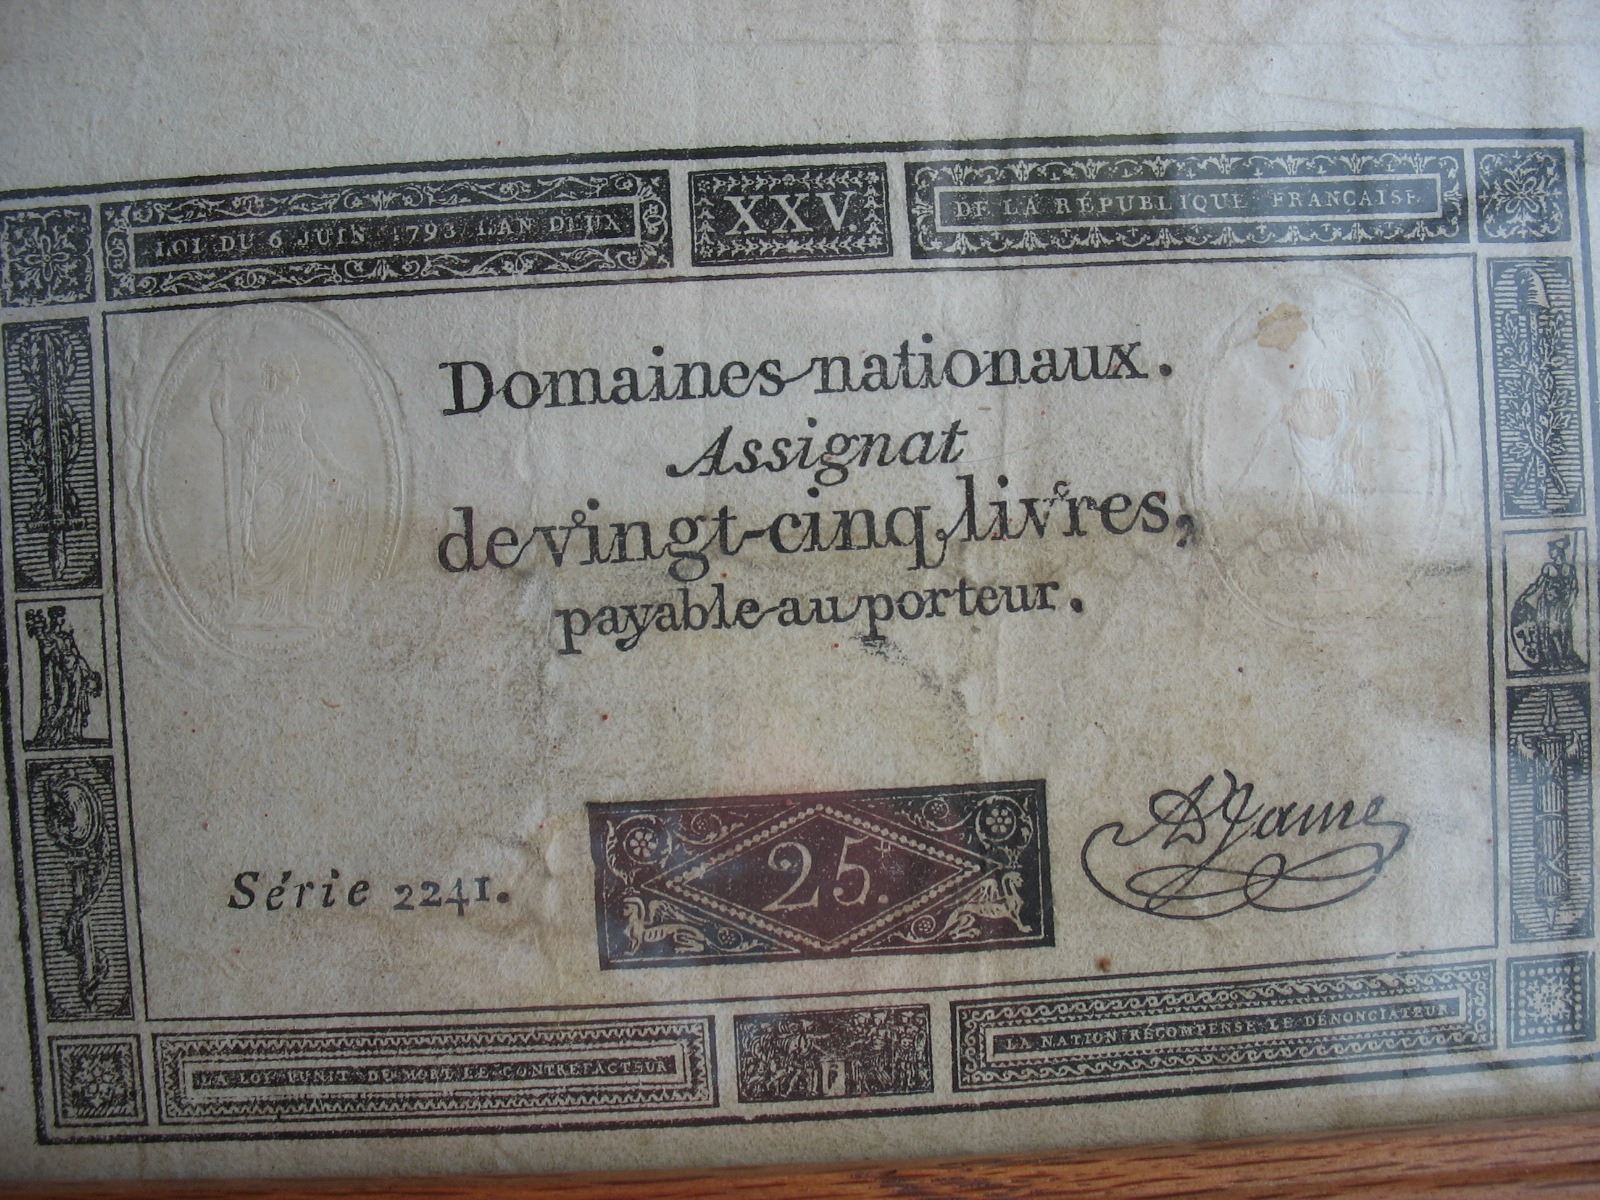 LOI DU 6 JUIN 1793 L'AN DEUX
XXV.
DE LA RÉPUBLIQUE FRANÇAISE.
Domaines nationaux.
Assignat
de vingt-cinq livres,
payable au porteur.
Série 2241.
25.
A Jame
LA LOI PUNIT DE MORT LE CONTREFACTEUR
LA NATION RÉCOMPENSE LE DÉNONCIATEUR.